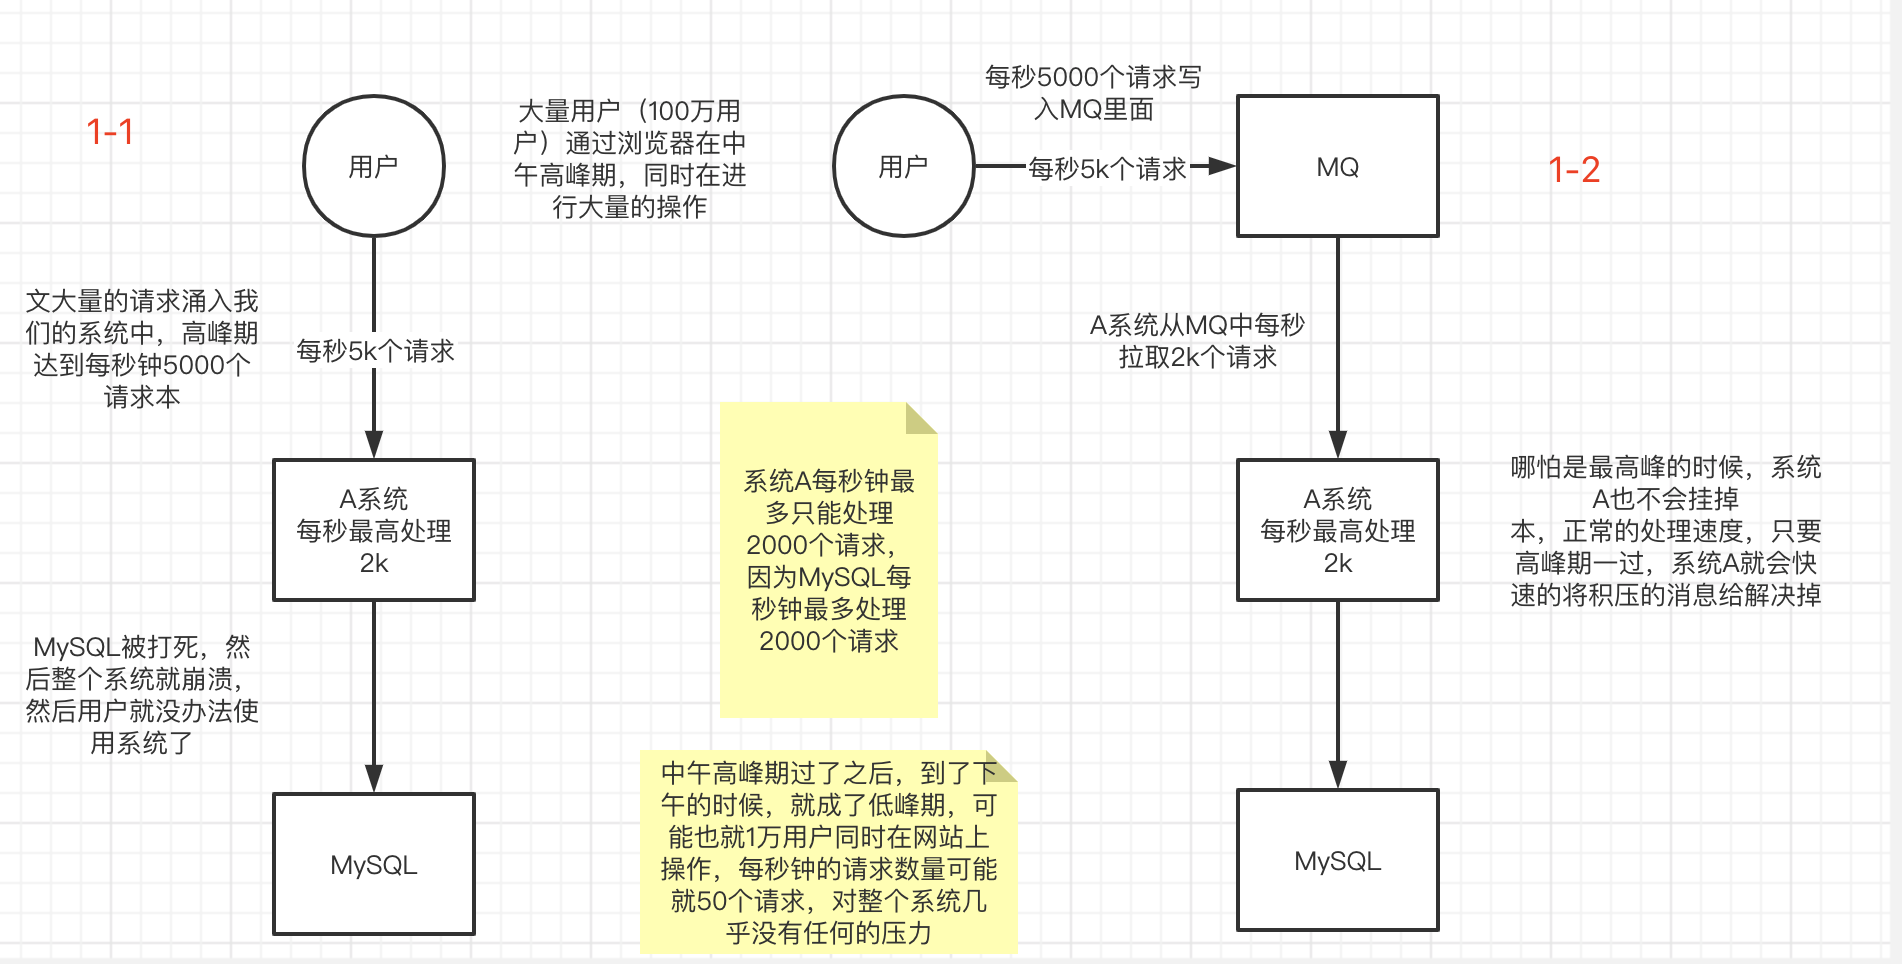 1-1
用户
大量用户（100万用
户）通过浏览器在中
午高峰期，同时在进
行大量的操作
文大量的请求涌入我
们的系统中，高峰期
达到每秒钟5000个
请求本
每秒5k个请求
A系统
每秒最高处理
2k
MySQL被打死，然
后整个系统就崩溃，
然后用户就没办法使
用系统了
MySQL
系统A每秒钟最
多只能处理
2000个请求，
因为MySQL每
秒钟最多处理
2000个请求
中午高峰期过了之后，到了下
午的时候，就成了低峰期，可
能也就1万用户同时在网站上
操作，每秒钟的请求数量可能
就50个请求，对整个系统几
乎没有任何的压力
用户
每秒5000个请求写
入MQ里面
每秒5k个请求
MQ
1-2
A系统从MQ中每秒
拉取2k个请求
A系统
每秒最高处理
2k
哪怕是最高峰的时候，系统
A也不会挂掉
本，正常的处理速度，只要
高峰期一过，系统A就会快
速的将积压的消息给解决掉
MySQL